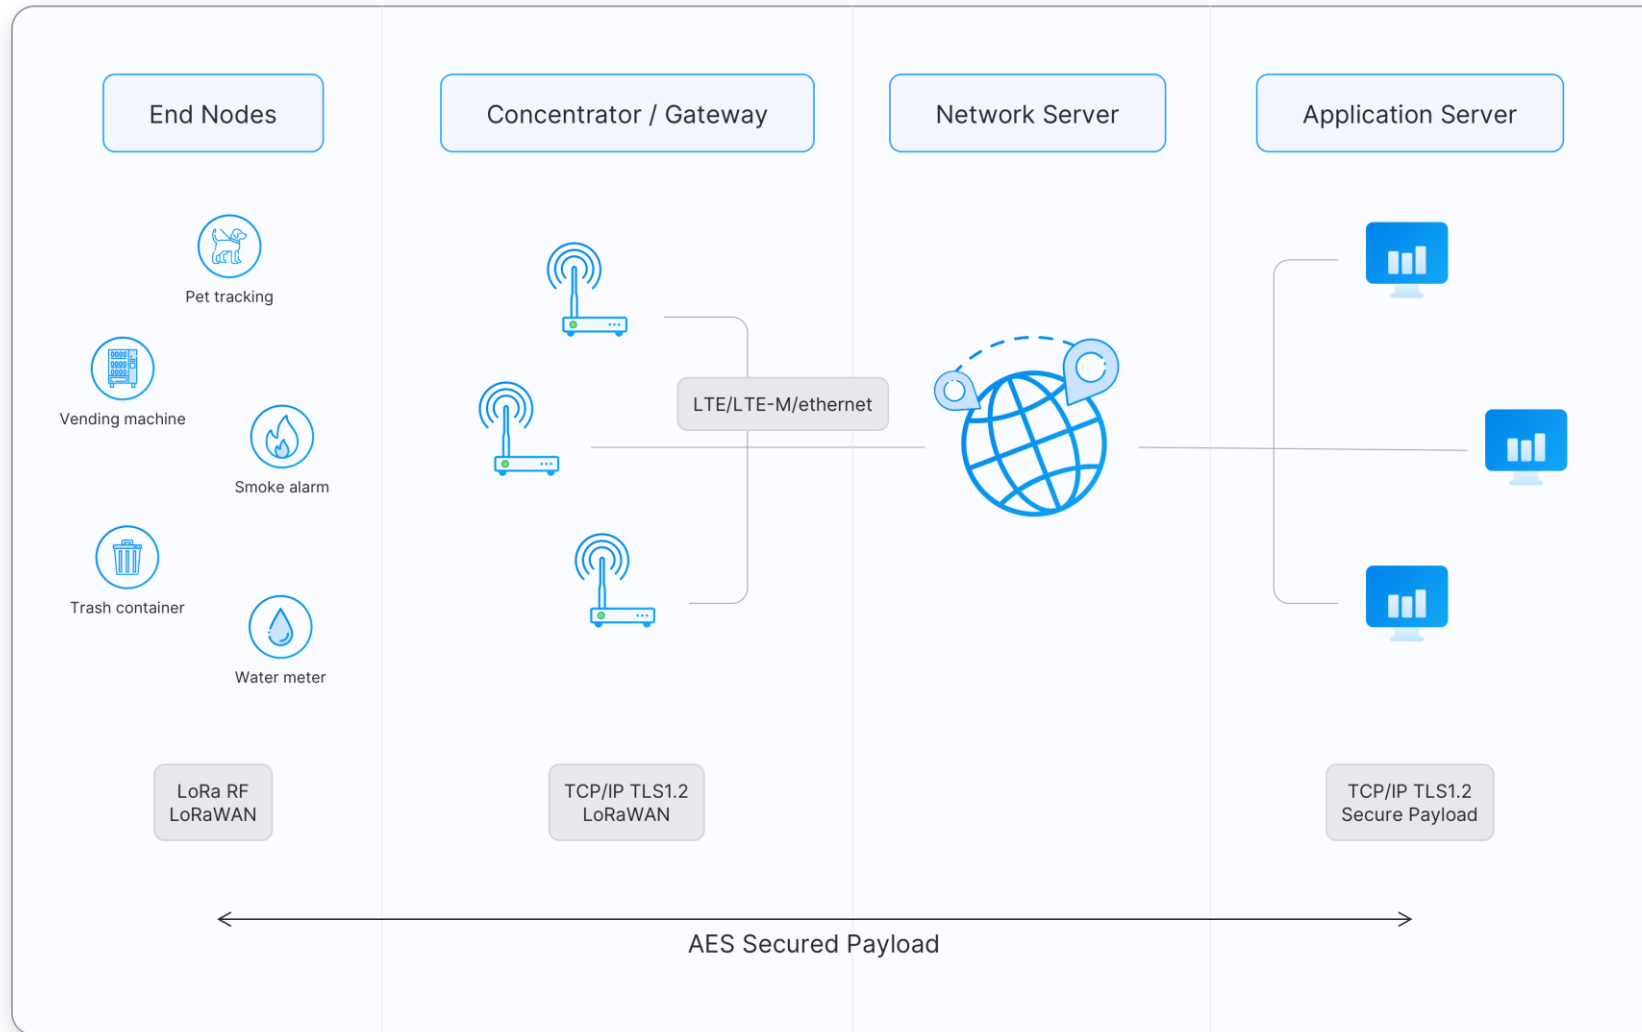 End Nodes
Concentrator / Gateway
Network Server
Application Server
Pet tracking
Vending machine
Smoke alarm
Trash container
Water meter
LTE/LTE-M/ethernet
LoRa RF
LoRaWAN
TCP/IP TLS1.2
LoRaWAN
TCP/IP TLS1.2
Secure Payload
AES Secured Payload